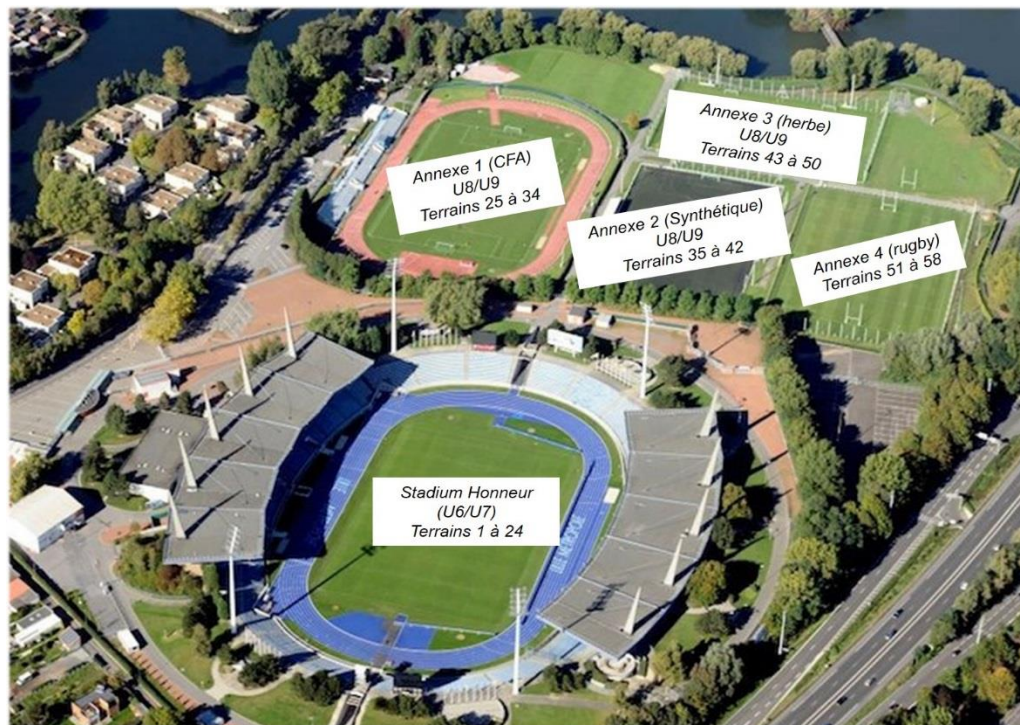 Annexe 3 (herbe)
U8/U9
Terrains 43 à 50
Annexe 1 (CFA)
U8/U9
Terrains 25 à 34
Annexe 2 (Synthétique)
U8/U9
Terrains 35 à 42
Annexe 4 (rugby)
Terrains 51 à 58
Stadium Honneur
(U6/U7)
Terrains 1 à 24